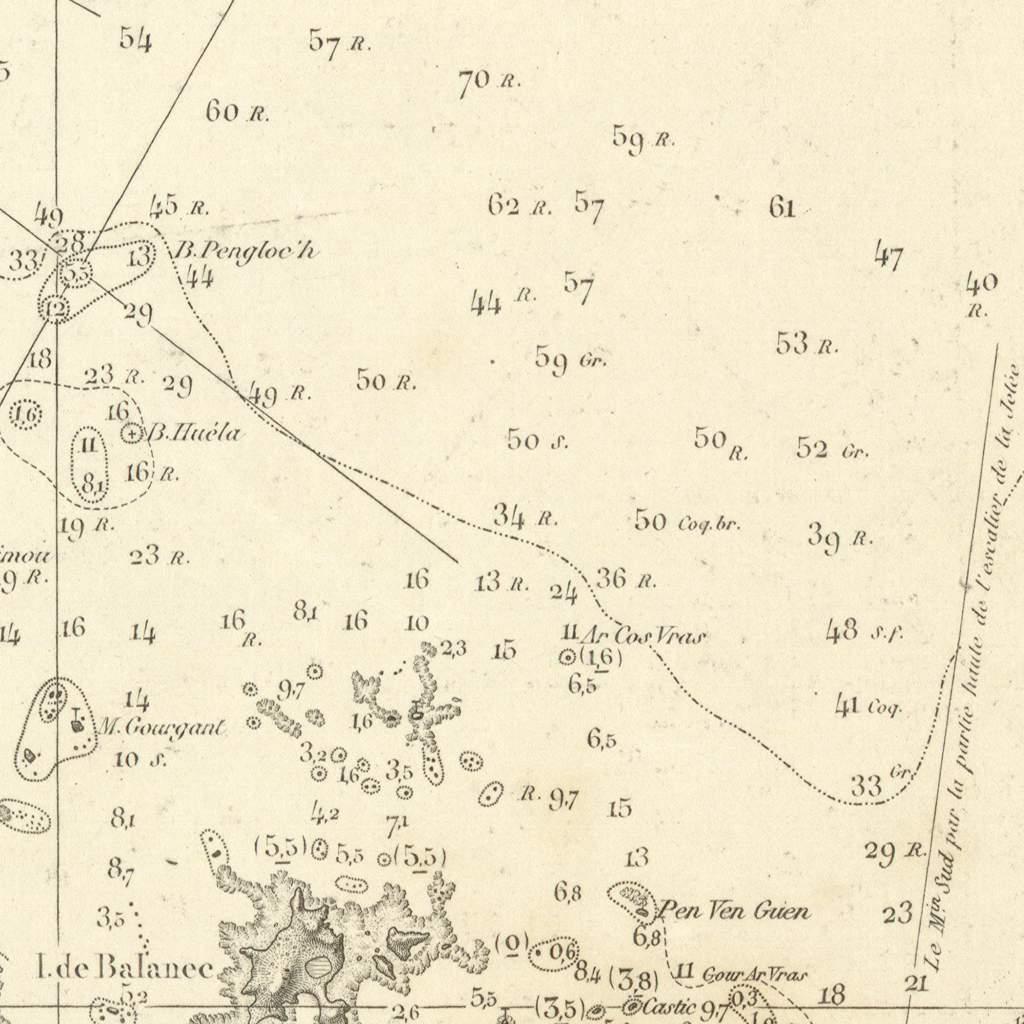 54
57 R.
70 R.
60 R.
59 R.
49
45 R.
62 R.
57
61
28
33
13
B. Pengloc'h
47
44
44 R.
57
40
R.
12
29
53 R.
18
59 Gr.
23 R.
29
49 R.
50 R.
1,6
16
B. Huéla
11
50 S.
50 R.
52 Gr.
8,1
16 R.
19 R.
34 R.
50 Coq. br.
39 R.
23 R.
9 R.
16
13 R.
24
36 R.
14
16
14
16
R.
8,1
16
10
11 Ar Cos Vras
48 S.f.
2,3
15
(1,6)
9,7
6,5
14
M. Gourgant
1,6
41 Coq.
10 S.
3,2
1,6
3,5
6,5
33 Gr.
R. 9,7
15
8,1
4,2
7,1
(5,5)
5,5
(5,5)
13
29 R.
8,7
6,8
Pen Ven Guen
3,5
6,8
23
(0)
0,6
I. de Balanec
8,4
(3,8)
11 Gour Ar Vras
21
5,2
2,6
5,5
(3,5)
Castic
9,7
0,3
18
Le Min Sud par la partie haute de l'escalier de la Jetée